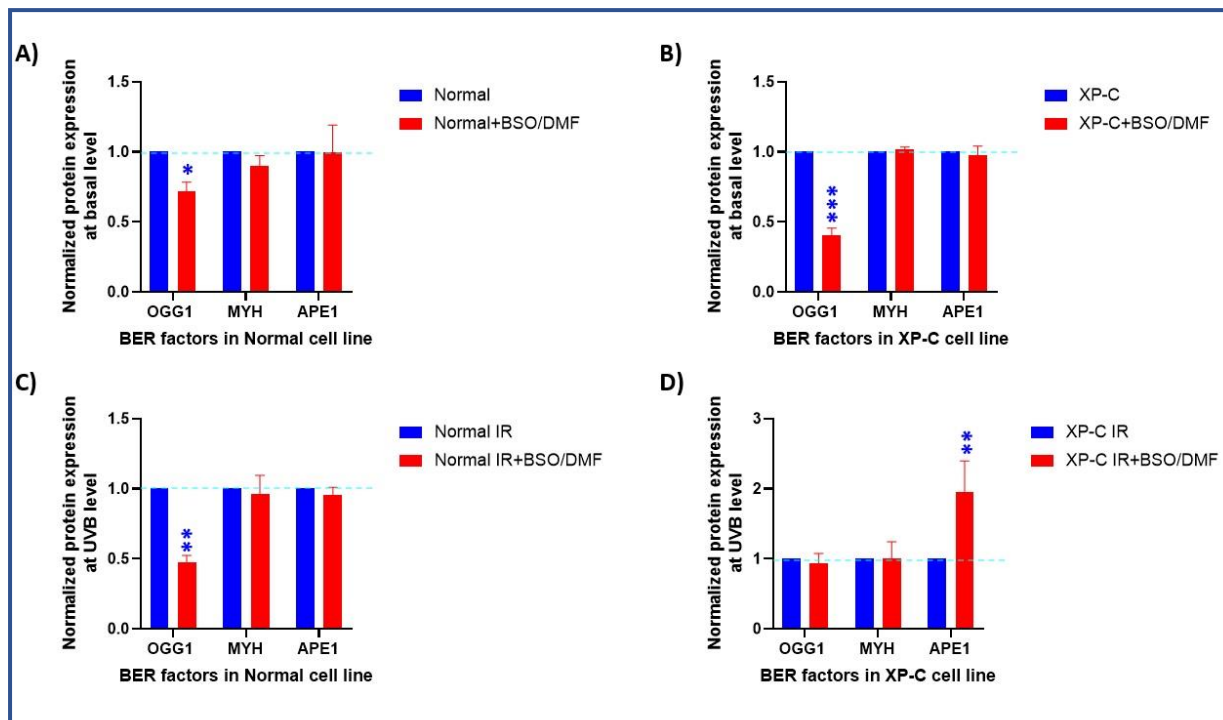 A)
Normalized protein expression
at basal level
1.5
1.0
0.5
0.0
*
OGG1 MYH APE1
BER factors in Normal cell line
Normal
Normal+BSO/DMF
B)
Normalized protein expression
at basal level
1.5
1.0
0.5
0.0
***
OGG1 MYH APE1
BER factors in XP-C cell line
XP-C
XP-C+BSO/DMF
C)
Normalized protein expression
at UVB level
1.5
1.0
0.5
0.0
**
OGG1 MYH APE1
BER factors in Normal cell line
Normal IR
Normal IR+BSO/DMF
D)
Normalized protein expression
at UVB level
3
2
1
0
**
OGG1 MYH APE1
BER factors in XP-C cell line
XP-C IR
XP-C IR+BSO/DMF